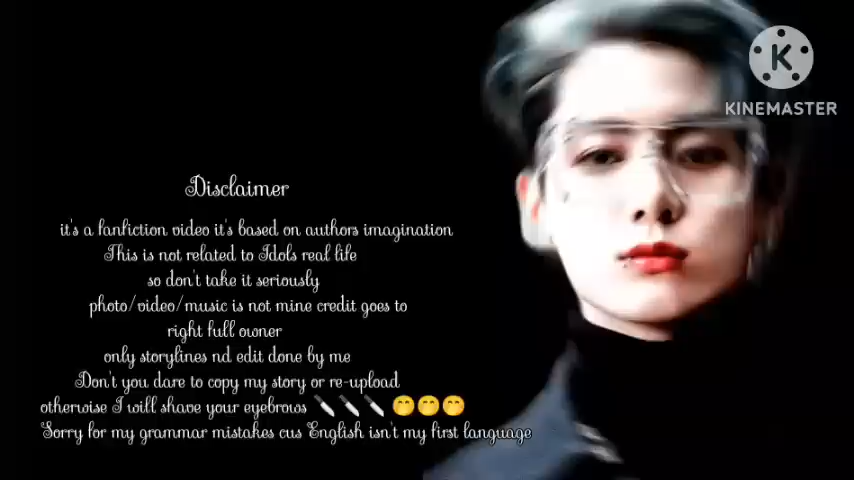 Disclaimer
it's a fanfiction video it's based on authors imagination
This is not related to Idols real life
so don't take it seriously
photo/video/music is not mine credit goes to
right full owner
only storylines nd edit done by me
Don't you dare to copy my story or re-upload
otherwise I will shave your eyebrows 🔪🔪🔪 🤭🤭🤭
Sorry for my grammar mistakes cus English isn't my first language
K
KINEMASTER